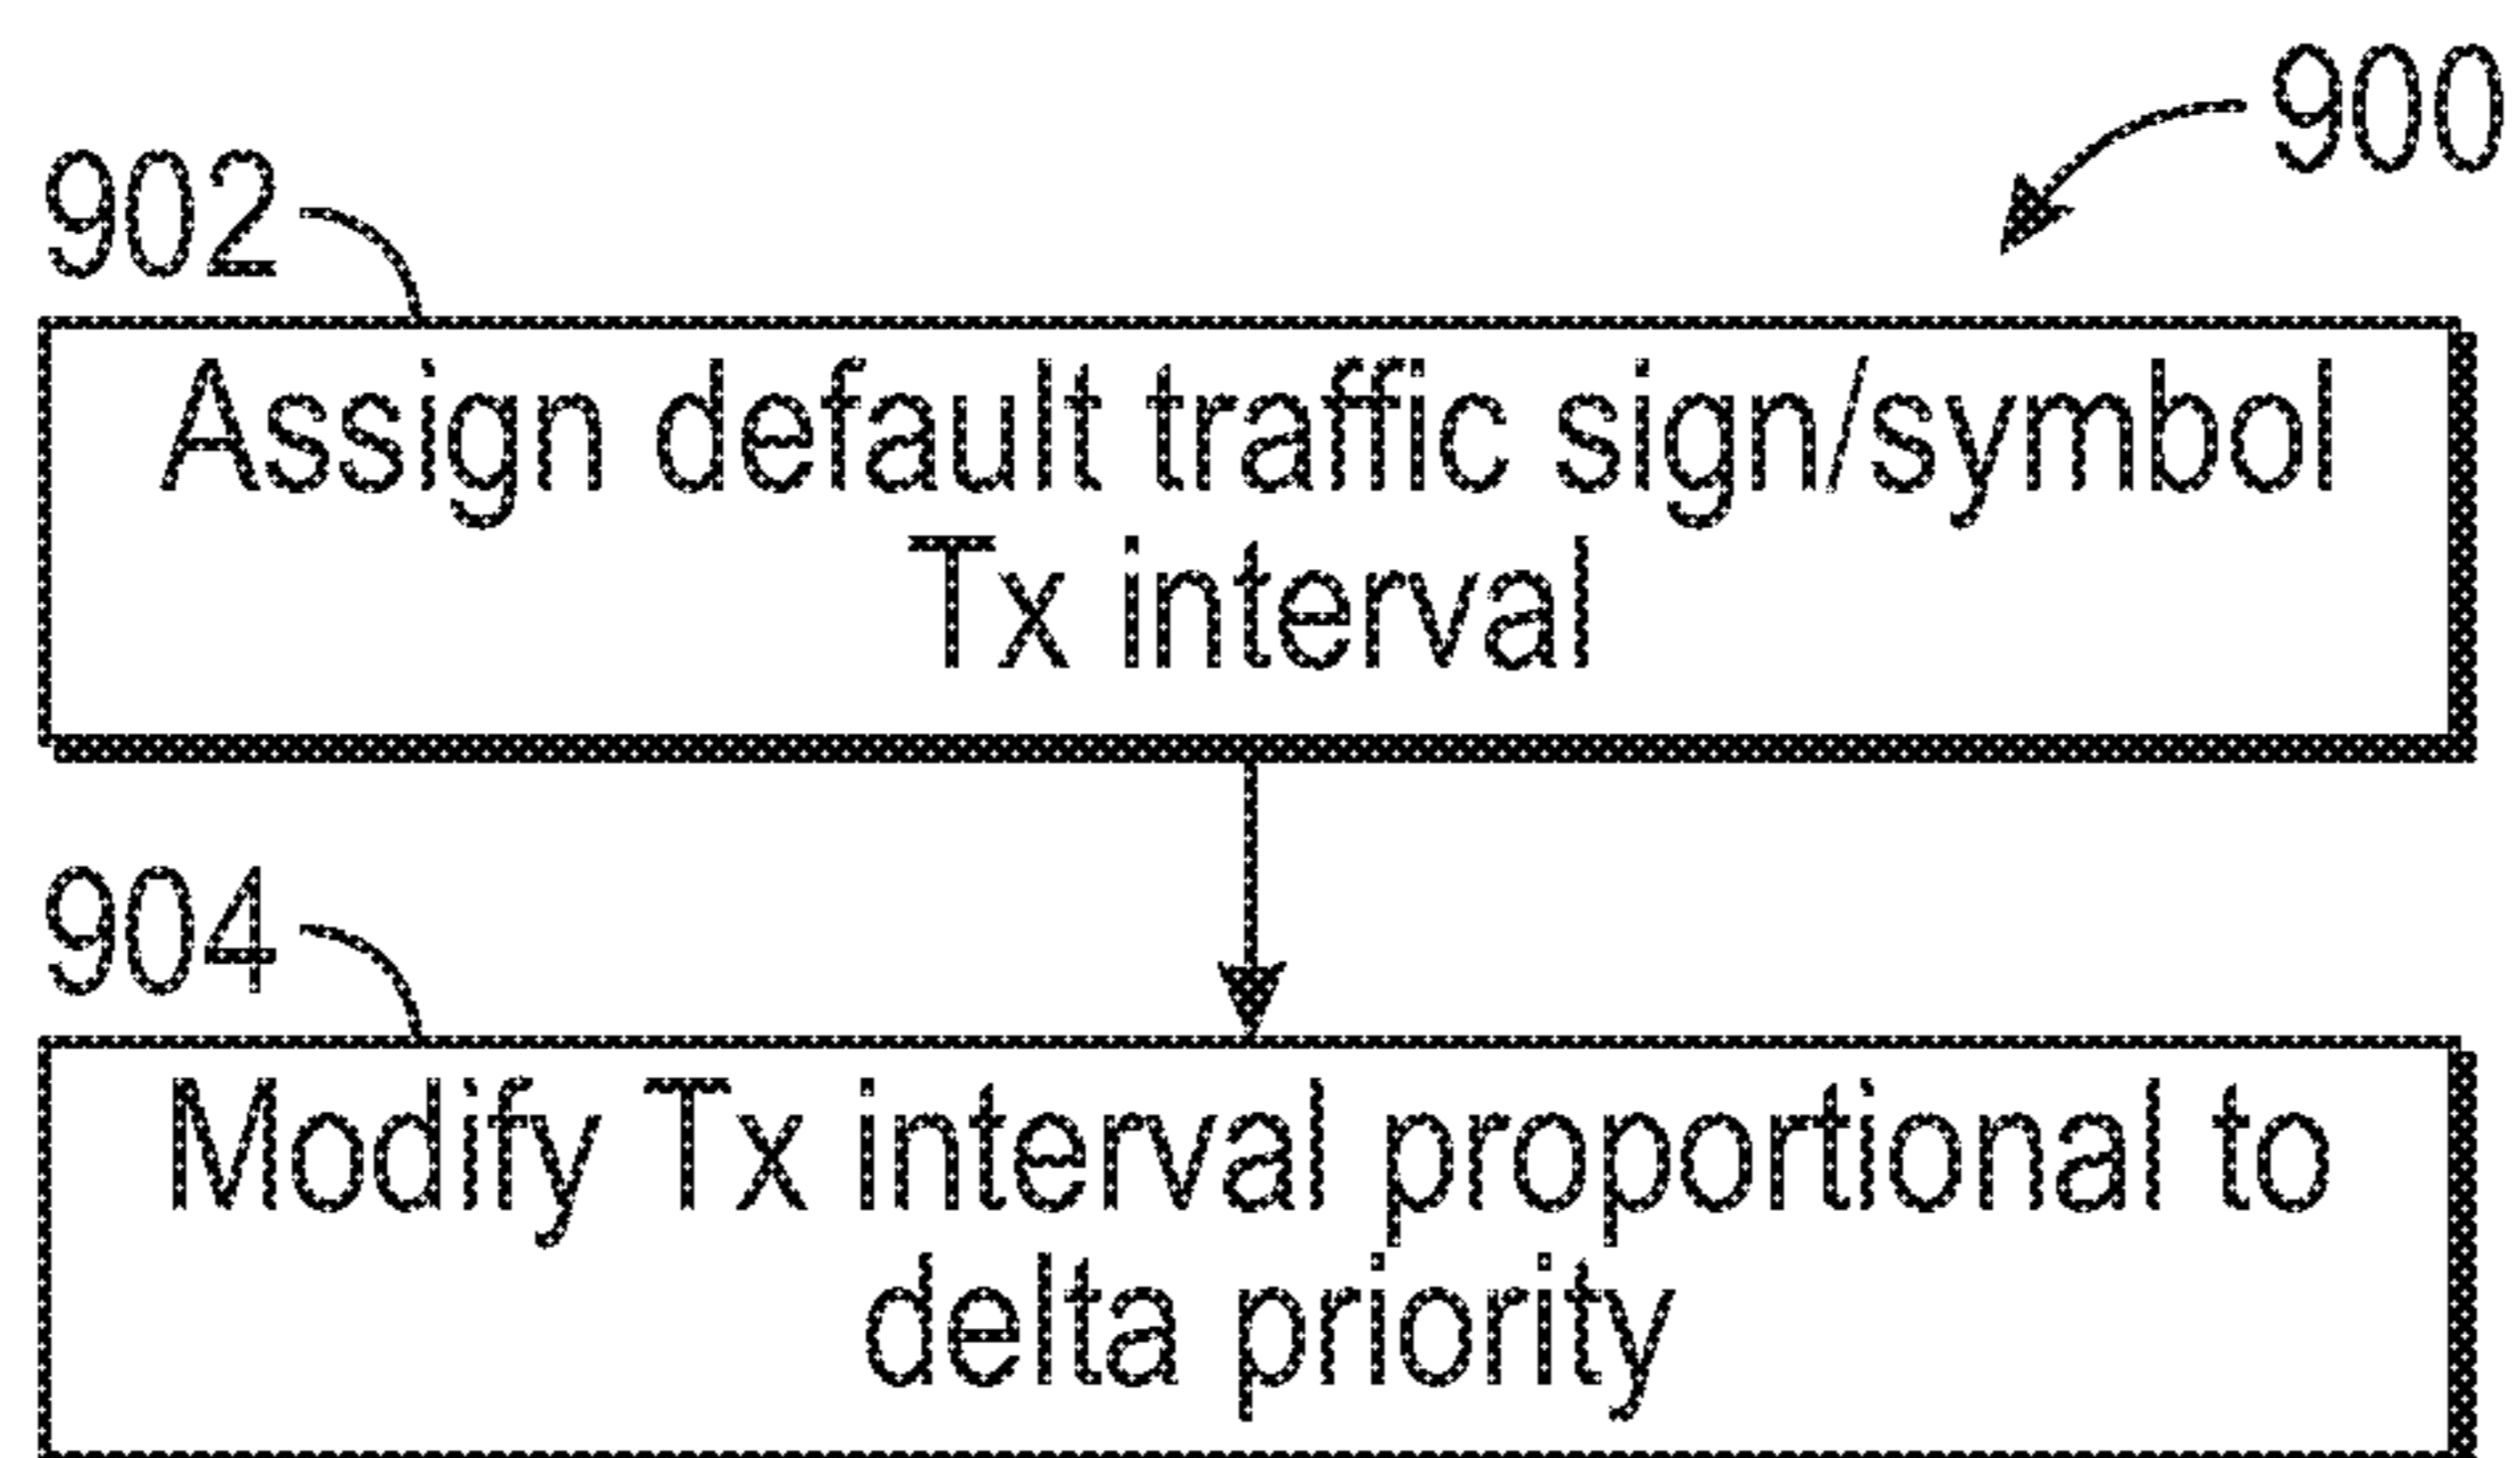 900
902
Assign default traffic sign/symbol
Tx interval
904
Modify Tx interval proportional to
delta priority